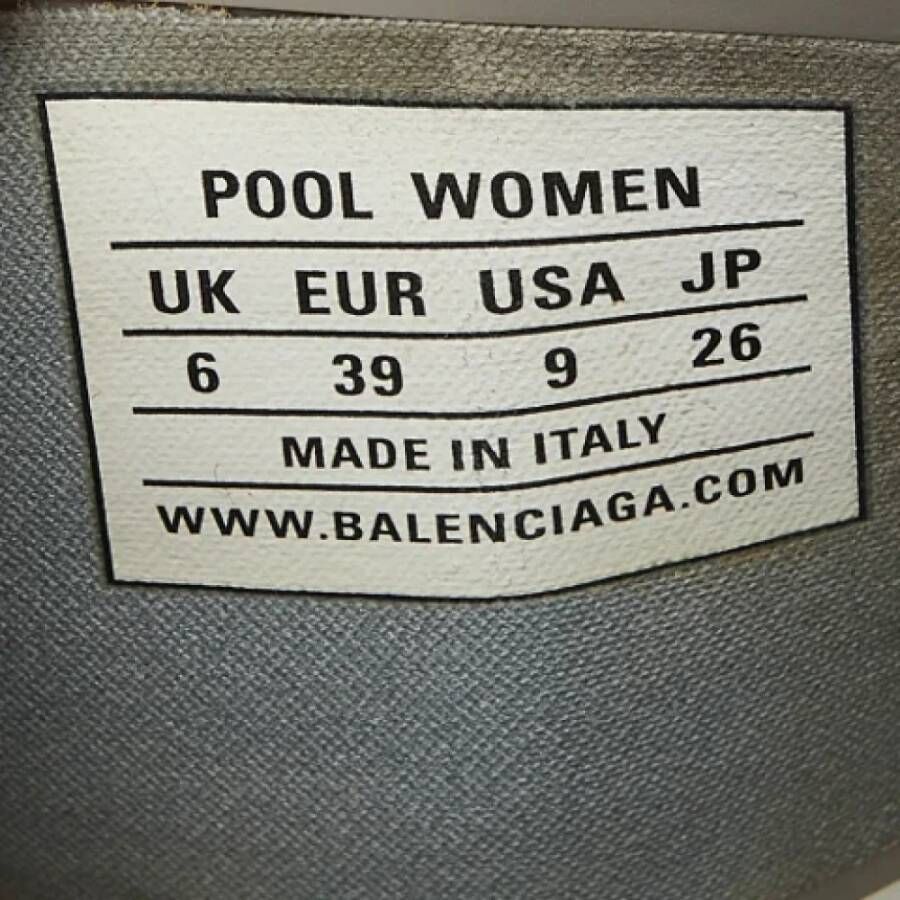 POOL WOMEN
UK EUR USA JP
6 39 9 26
MADE IN ITALY
WWW.BALENCIAGA.COM